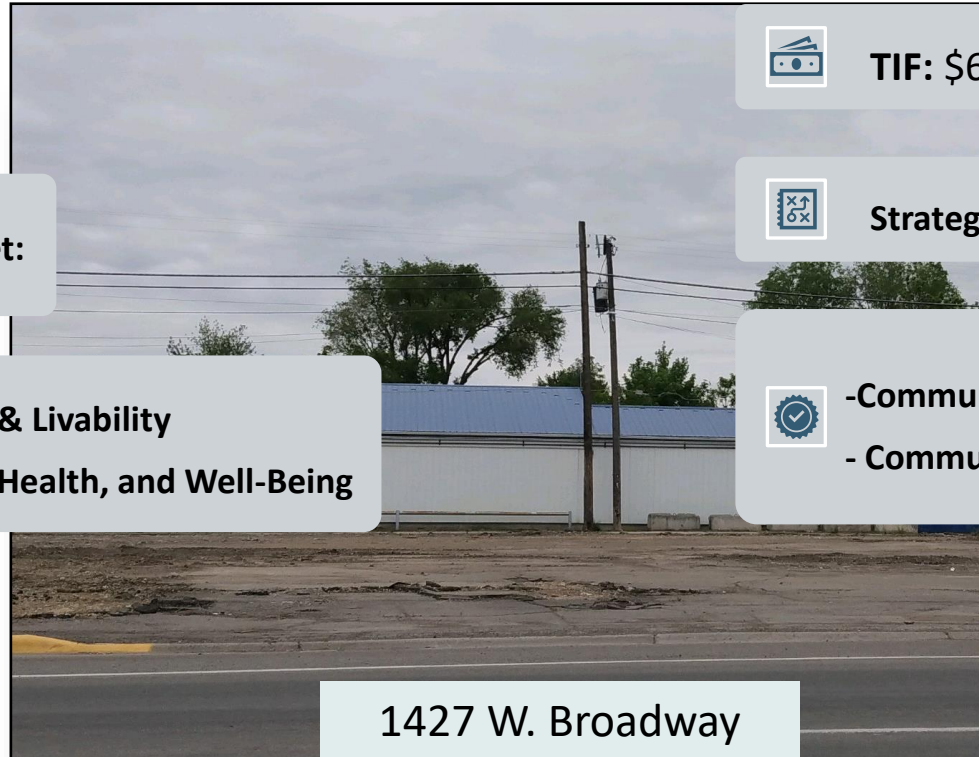 TIF: $6
t:
& Livability
Health, and Well-Being
Strateg
-Commu
- Commu
1427 W. Broadway